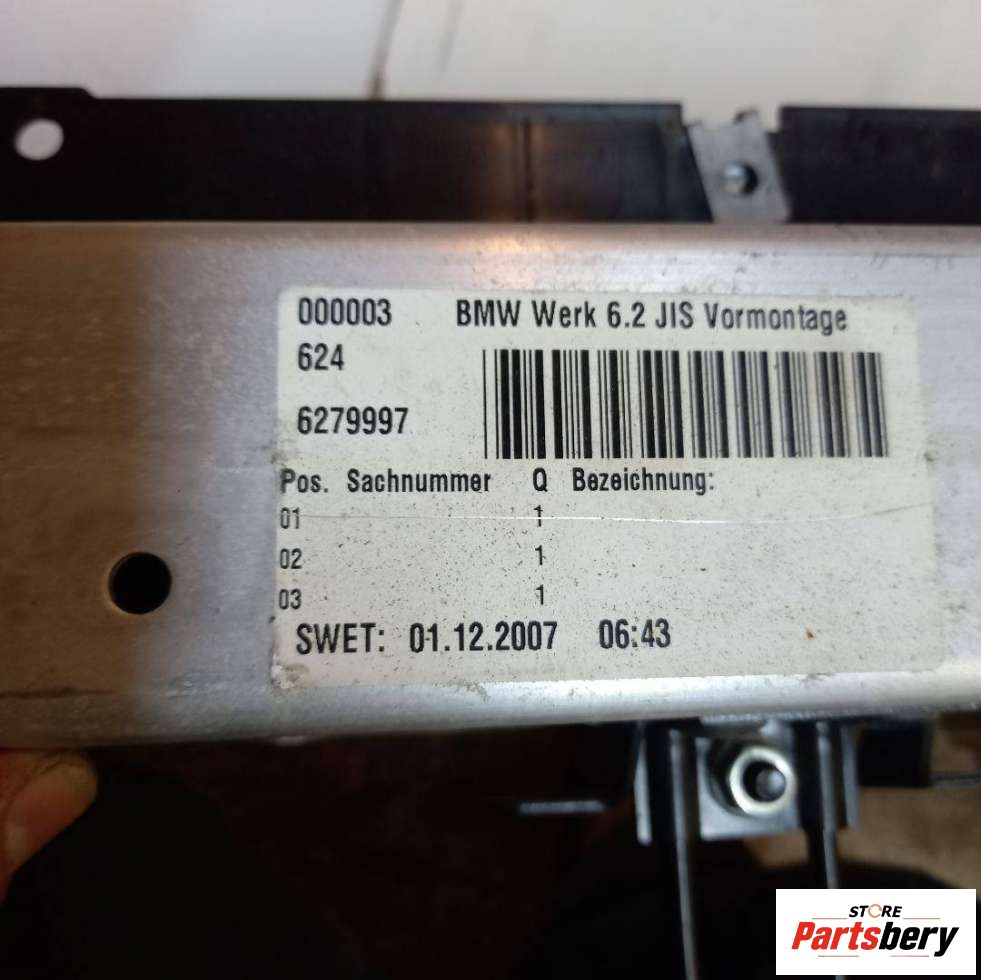 000003 BMW Werk 6.2 JIS Vormontage
624
6279997
Pos. Sachnummer Q Bezeichnung:
01 1
02 1
03 1
SWET: 01.12.2007 06:43
STORE
Partsbery